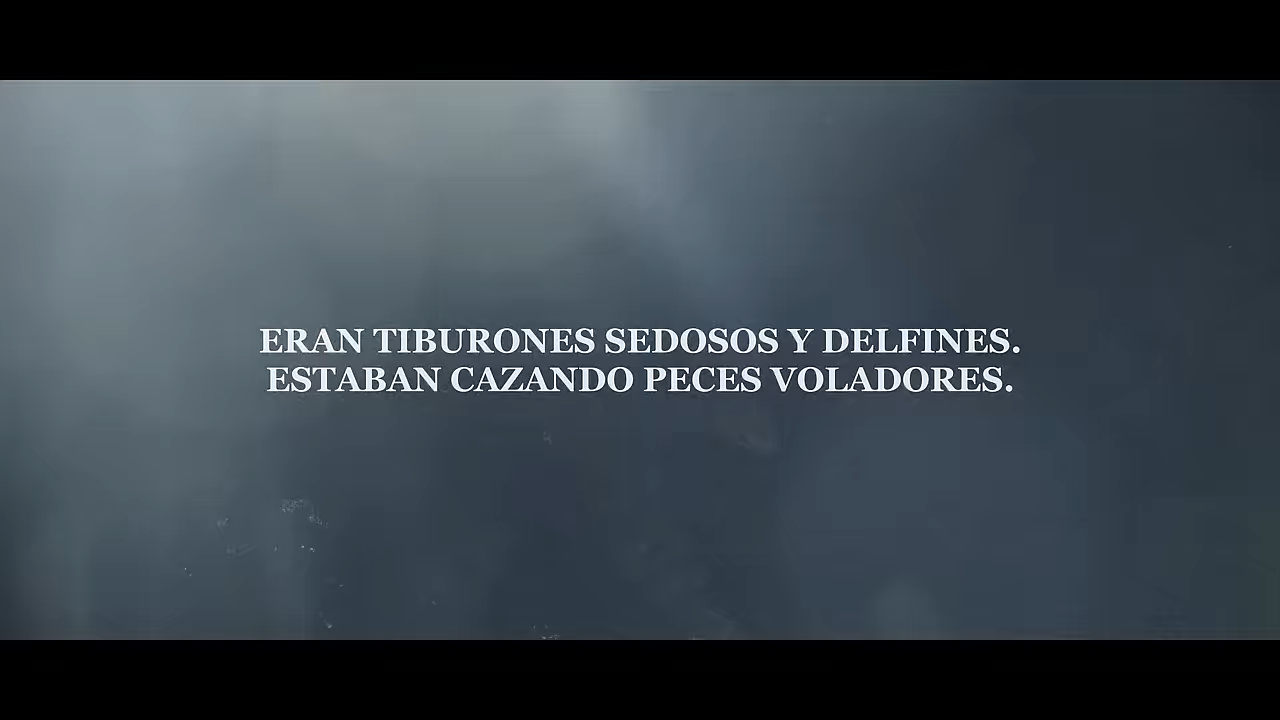 ERAN TIBURONES SEDOSOS Y DELFINES.
ESTABAN CAZANDO PECES VOLADORES.